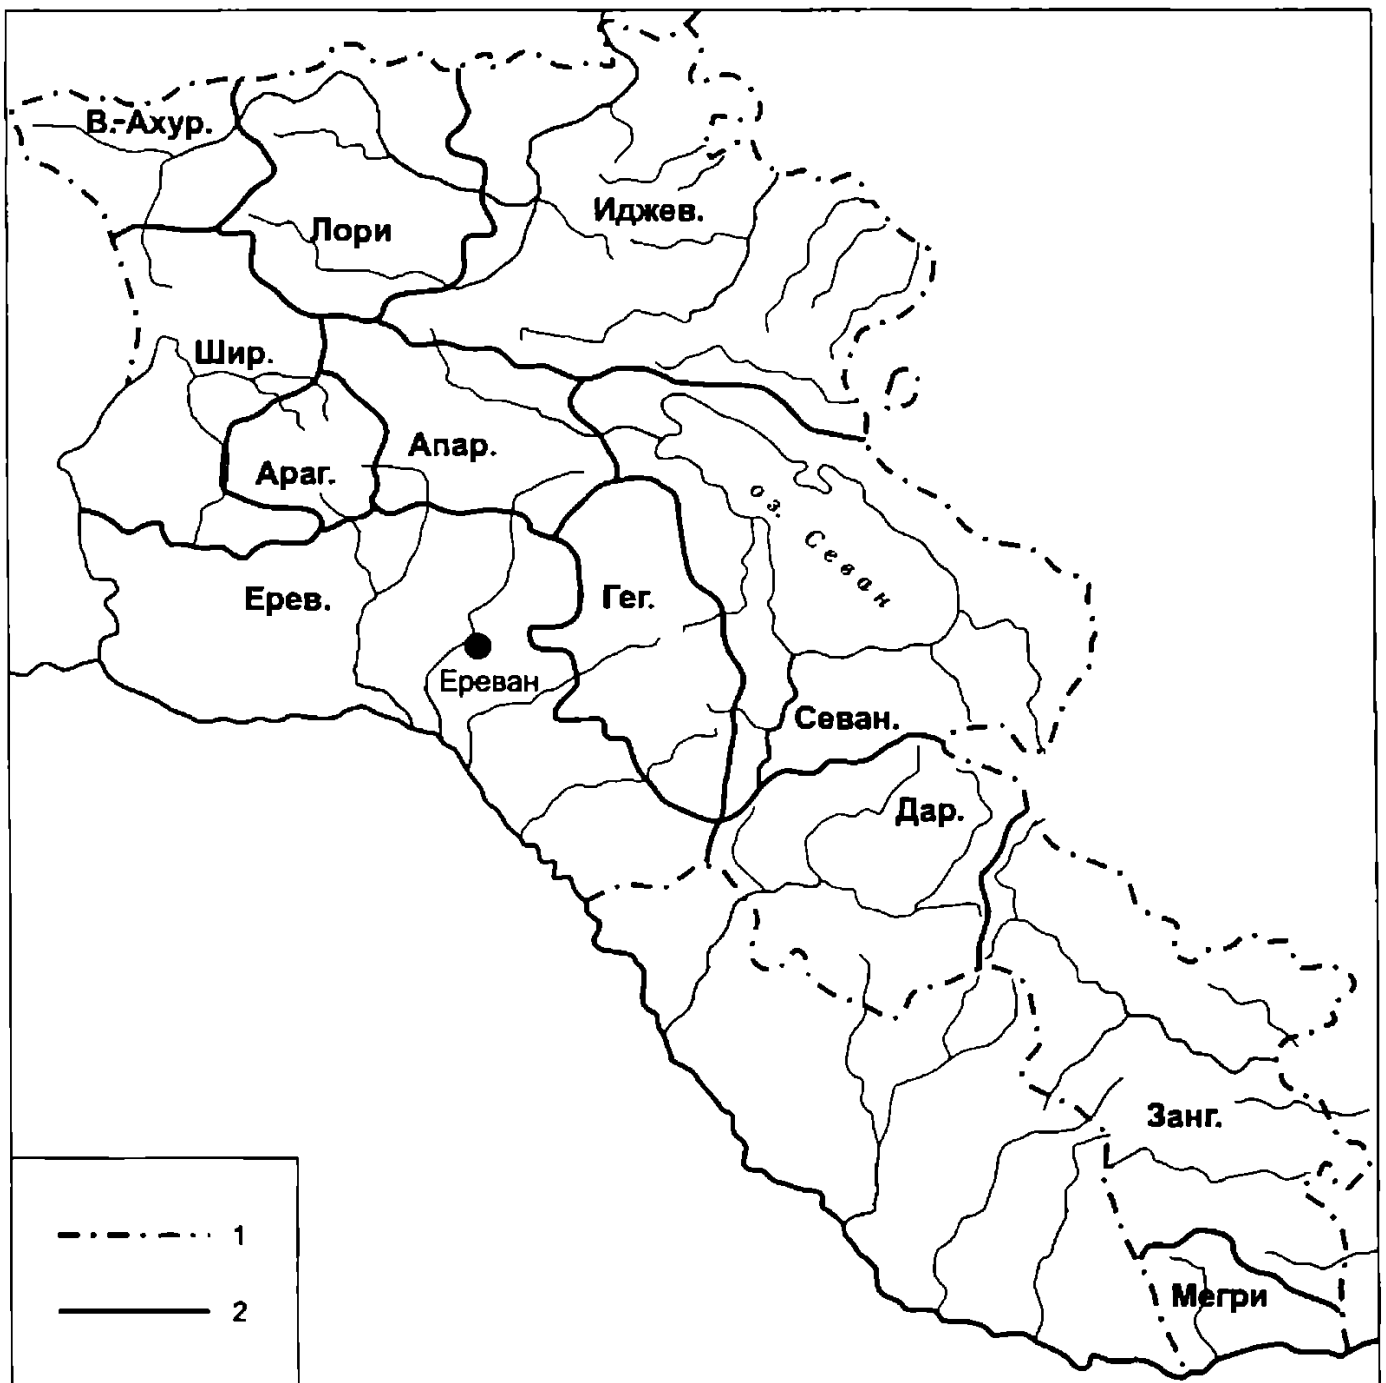 В.-Ахур.
Лори
Иджев.
Шир.
Апар.
Араг.
оз. Севан
Ерев.
Гег.
Ереван
Севан.
Дар.
Занг.
1
Мегри
2